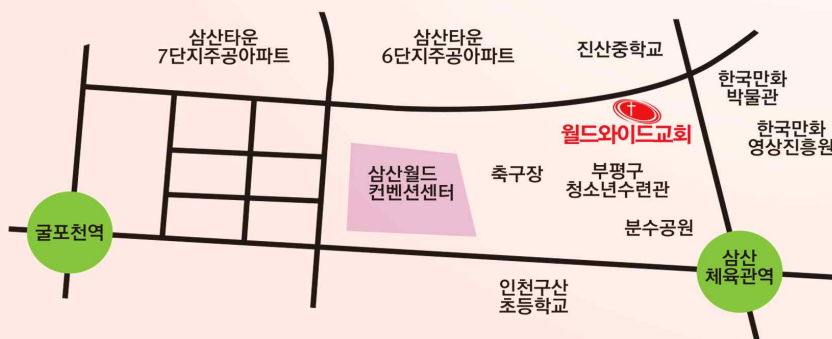 삼산타운
7단지주공아파트
삼산타운
6단지주공아파트
진산중학교
한국만화
박물관
한국만화
영상진흥원
월드와이드교회
삼산월드
컨벤션센터
축구장
부평구
청소년수련관
분수공원
굴포천역
삼산
체육관역
인천구산
초등학교